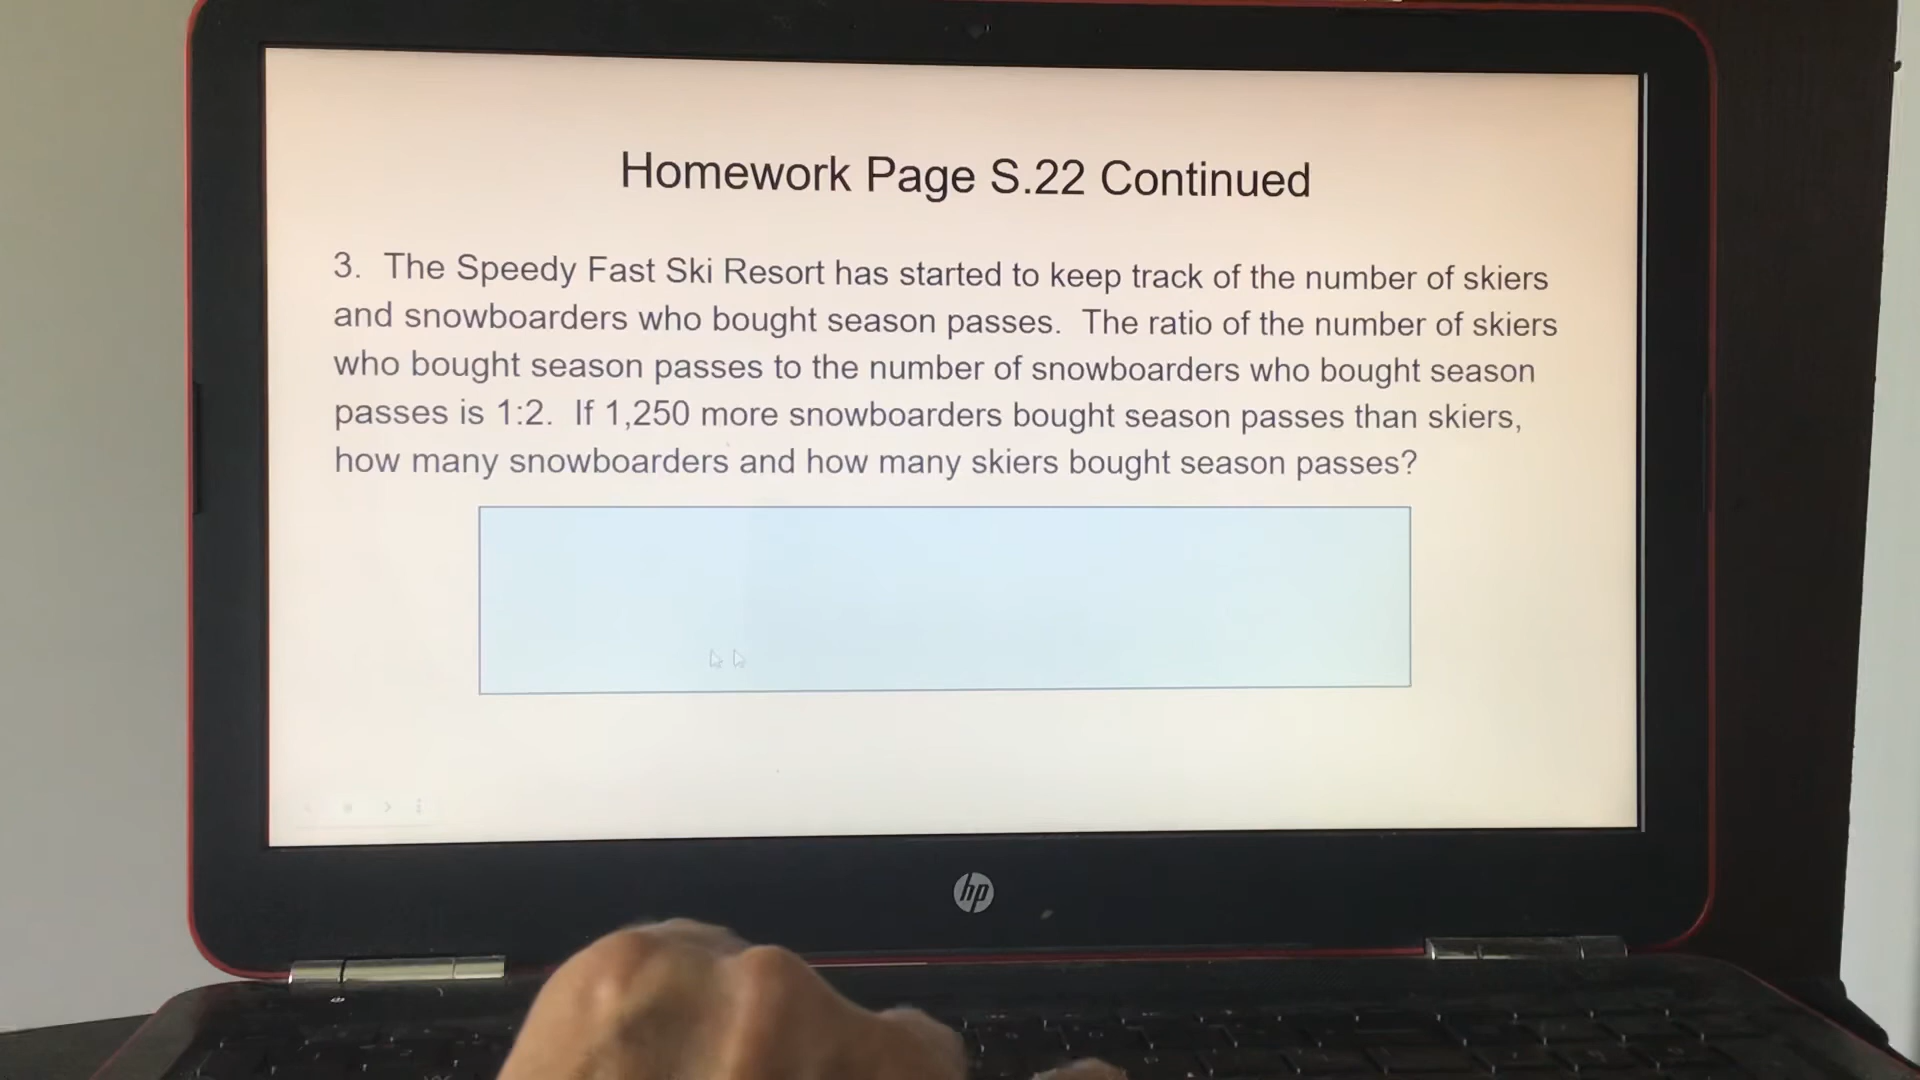 Homework Page S.22 Continued
3. The Speedy Fast Ski Resort has started to keep track of the number of skiers
and snowboarders who bought season passes. The ratio of the number of skiers
who bought season passes to the number of snowboarders who bought season
passes is 1:2. If 1,250 more snowboarders bought season passes than skiers,
how many snowboarders and how many skiers bought season passes?
hp